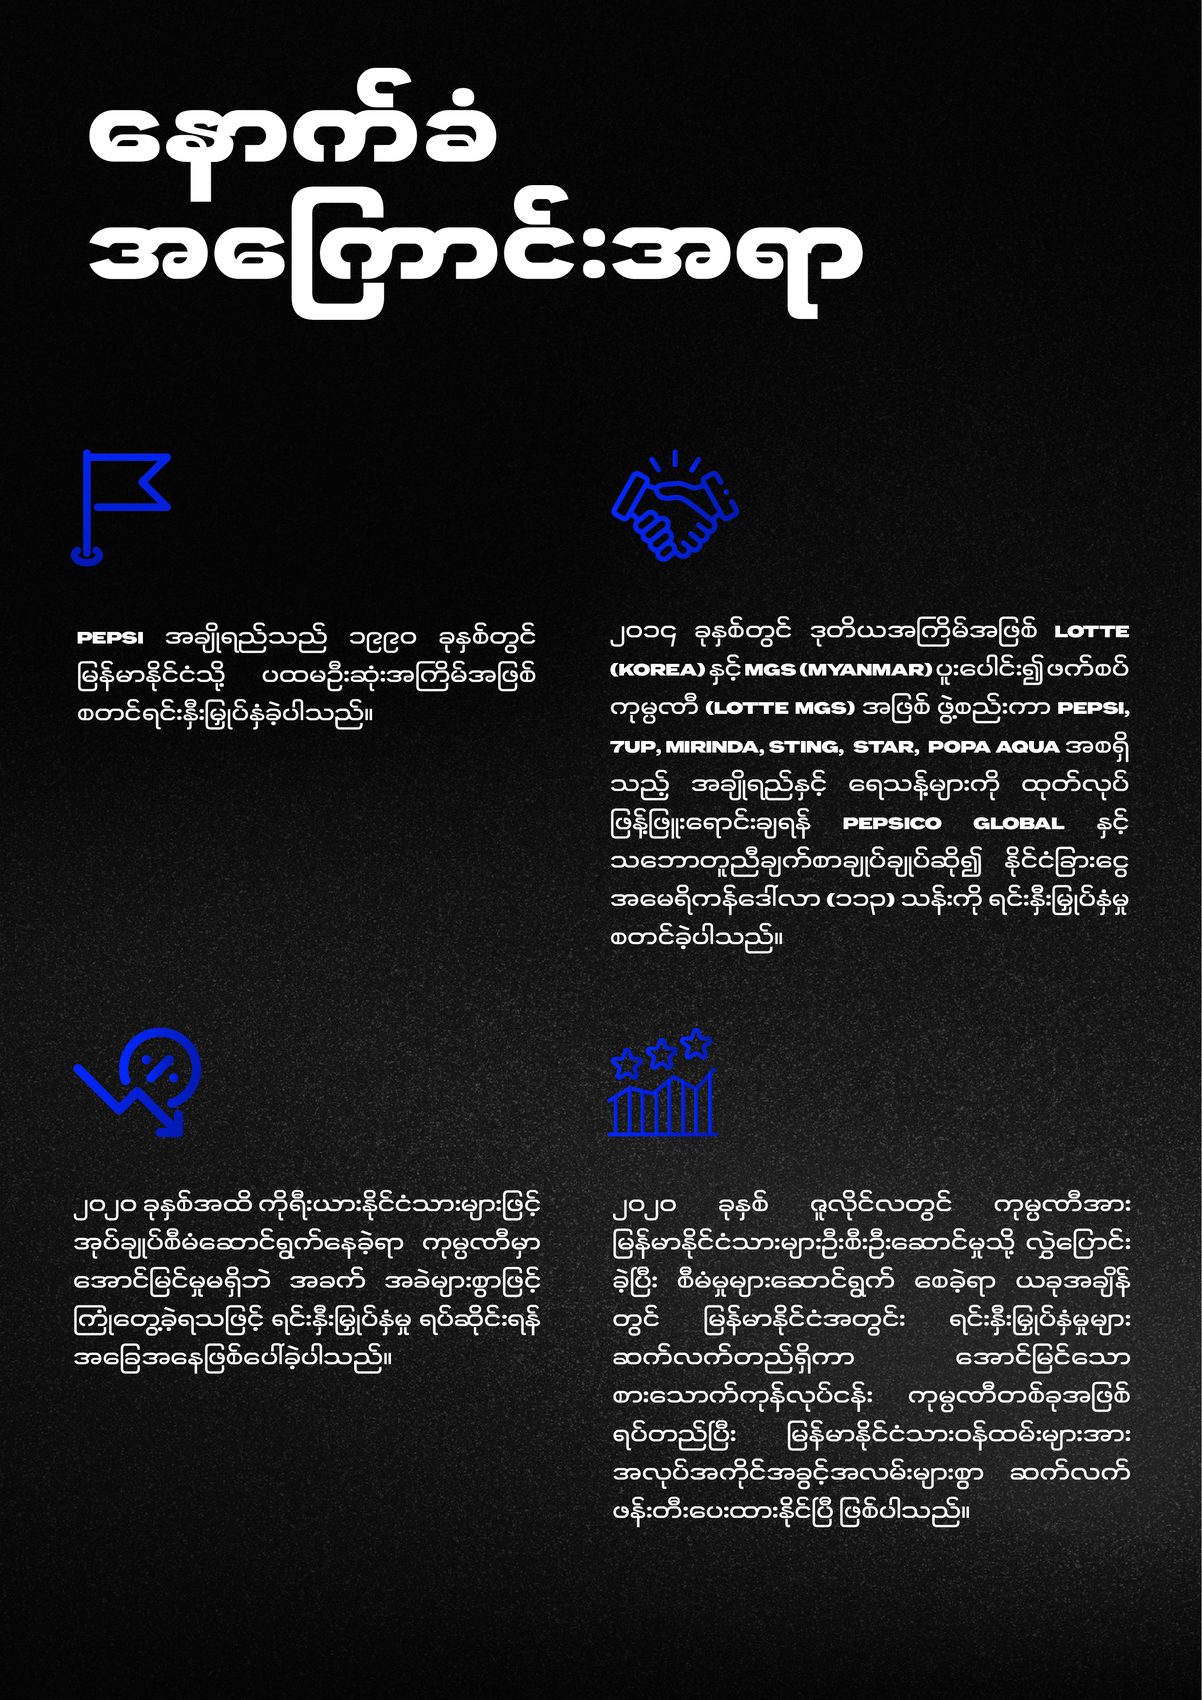 နောက်ခံ
အကြောင်းအရာ
PEPSI အချိုရည်သည် ၁၉၉၀ ခုနှစ်တွင်
မြန်မာနိုင်ငံသို့ ပထမဦးဆုံးအကြိမ်အဖြစ်
စတင်ရင်းနှီးမြှုပ်နှံခဲ့ပါသည်။
၂၀၁၄ ခုနှစ်တွင် ဒုတိယအကြိမ်အဖြစ် LOTTE
(KOREA) နှင့် MGS (MYANMAR) ပူးပေါင်း၍ ဖက်စပ်
ကုမ္ပဏီ (LOTTE MGS) အဖြစ် ဖွဲ့စည်းကာ PEPSI,
7UP, MIRINDA, STING, STAR, POPA AQUA အစရှိ
သည့် အချိုရည်နှင့် ရေသန့်များကို ထုတ်လုပ်
ဖြန့်ဖြူးရောင်းချရန် PEPSICO GLOBAL နှင့်
သဘောတူညီချက်စာချုပ်ချုပ်ဆို၍ နိုင်ငံခြားငွေ
အမေရိကန်ဒေါ်လာ (၁၁၃) သန်းကို ရင်းနှီးမြှုပ်နှံမှု
စတင်ခဲ့ပါသည်။
၂၀၂၀ ခုနှစ်အထိ ကိုရီးယားနိုင်ငံသားများဖြင့်
အုပ်ချုပ်စီမံဆောင်ရွက်နေခဲ့ရာ ကုမ္ပဏီမှာ
အောင်မြင်မှုမရှိဘဲ အခက် အခဲများစွာဖြင့်
ကြုံတွေ့ခဲ့ရသဖြင့် ရင်းနှီးမြှုပ်နှံမှု ရပ်ဆိုင်းရန်
အခြေအနေဖြစ်ပေါ်ခဲ့ပါသည်။
၂၀၂၀ ခုနှစ် ဇူလိုင်လတွင် ကုမ္ပဏီအား
မြန်မာနိုင်ငံသားများဦးစီးဦးဆောင်မှုသို့ လွှဲပြောင်း
ခဲ့ပြီး စီမံမှုများဆောင်ရွက် စေခဲ့ရာ ယခုအချိန်
တွင် မြန်မာနိုင်ငံအတွင်း ရင်းနှီးမြှုပ်နှံမှုများ
ဆက်လက်တည်ရှိကာ အောင်မြင်သော
စားသောက်ကုန်လုပ်ငန်း ကုမ္ပဏီတစ်ခုအဖြစ်
ရပ်တည်ပြီး မြန်မာနိုင်ငံသားဝန်ထမ်းများအား
အလုပ်အကိုင်အခွင့်အလမ်းများစွာ ဆက်လက်
ဖန်းတီးပေးထားနိုင်ပြီ ဖြစ်ပါသည်။